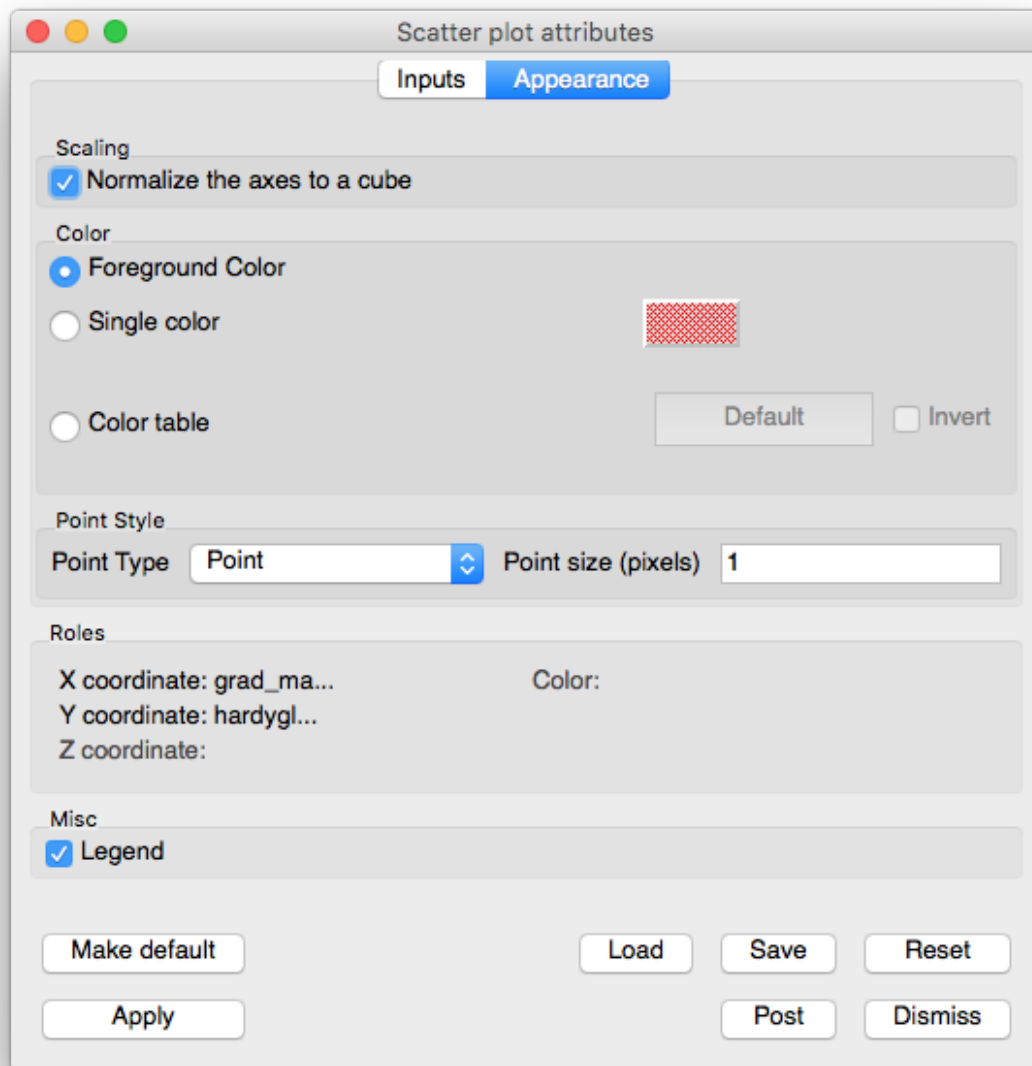 Scatter plot attributes
Inputs Appearance
Scaling
Normalize the axes to a cube
Color
Foreground Color
Single color
Color table Default Invert
Point Style
Point Type Point Point size (pixels) 1
Roles
X coordinate: grad_ma... Color:
Y coordinate: hardygl...
Z coordinate:
Misc
Legend
Make default Load Save Reset
Apply Post Dismiss